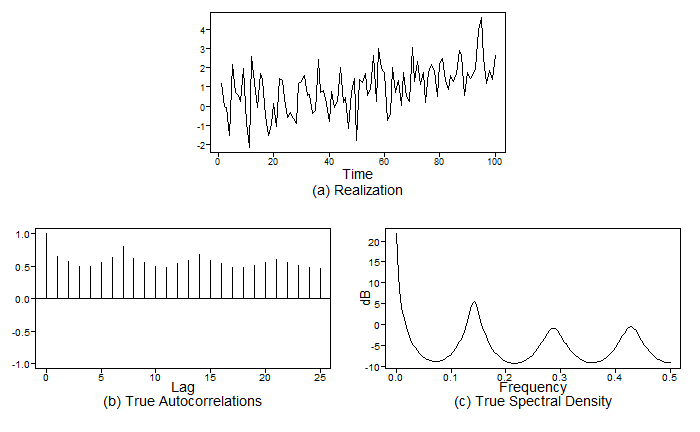 4
3
2
1
0
-1
-2
0 20 40 60 80 100
Time
(a) Realization
1.0
0.5
0.0
-0.5
-1.0
0 5 10 15 20 25
Lag
(b) True Autocorrelations
dB
20
15
10
5
0
-5
-10
0.0 0.1 0.2 0.3 0.4 0.5
Frequency
(c) True Spectral Density